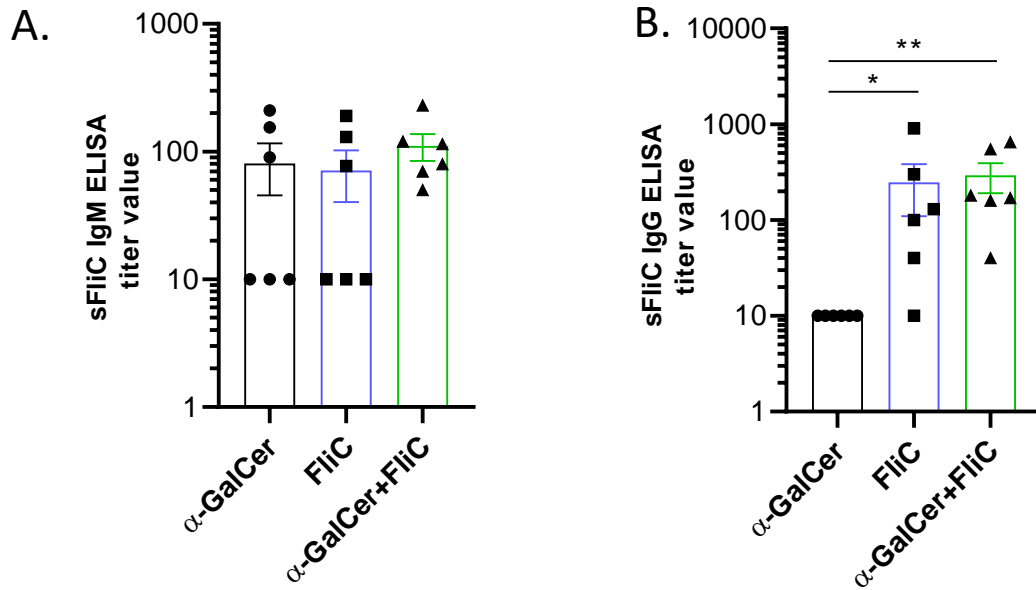 A.
sFliC IgM ELISA
titer value
1000
100
10
1
α-GalCer
FliC
α-GalCer+FliC
B.
sFliC IgG ELISA
titer value
10000
1000
100
10
1
**
*
α-GalCer
FliC
α-GalCer+FliC